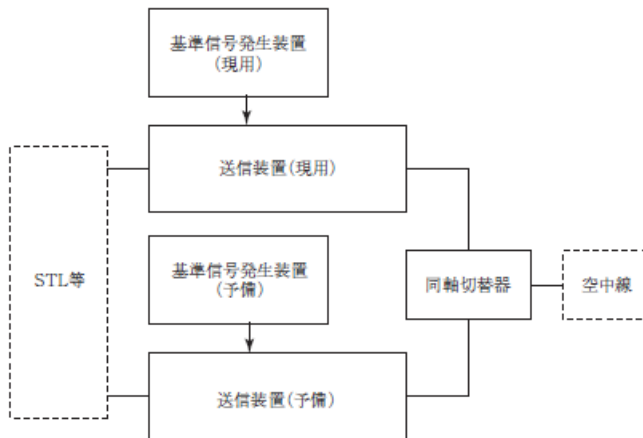 基準信号発生装置
(現用)
送信装置(現用)
STL等
基準信号発生装置
(予備)
同軸切替器
空中線
送信装置(予備)